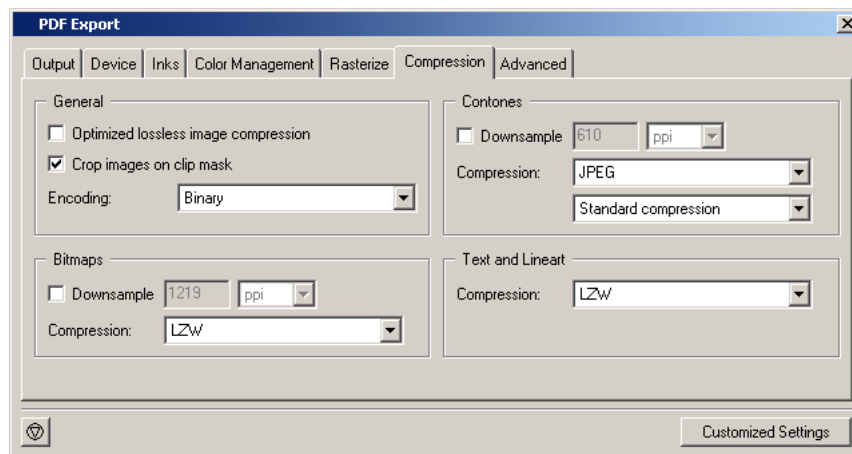 PDF Export
Output Device Inks Color Management Rasterize Compression Advanced
General
Optimized lossless image compression
Crop images on clip mask
Encoding: Binary
Contones
Downsample 610 ppi
Compression: JPEG
Standard compression
Bitmaps
Downsample 1219 ppi
Compression: LZW
Text and Lineart
Compression: LZW
Customized Settings